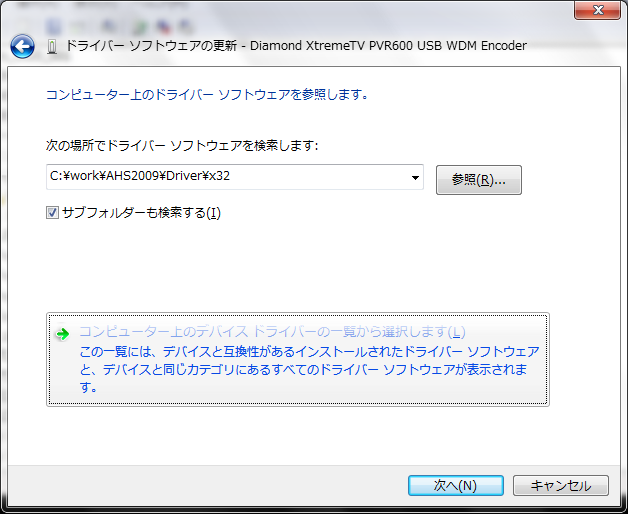 ドライバー ソフトウェアの更新 - Diamond XtremeTV PVR600 USB WDM Encoder
コンピューター上のドライバー ソフトウェアを参照します。
次の場所でドライバー ソフトウェアを検索します:
C:¥work¥AHS2009¥Driver¥x32
参照(R)...
サブフォルダーも検索する(I)
コンピューター上のデバイス ドライバーの一覧から選択します(L)
この一覧には、デバイスと互換性があるインストールされたドライバー ソフトウェア
と、デバイスと同じカテゴリにあるすべてのドライバー ソフトウェアが表示されま
す。
次へ(N)
キャンセル